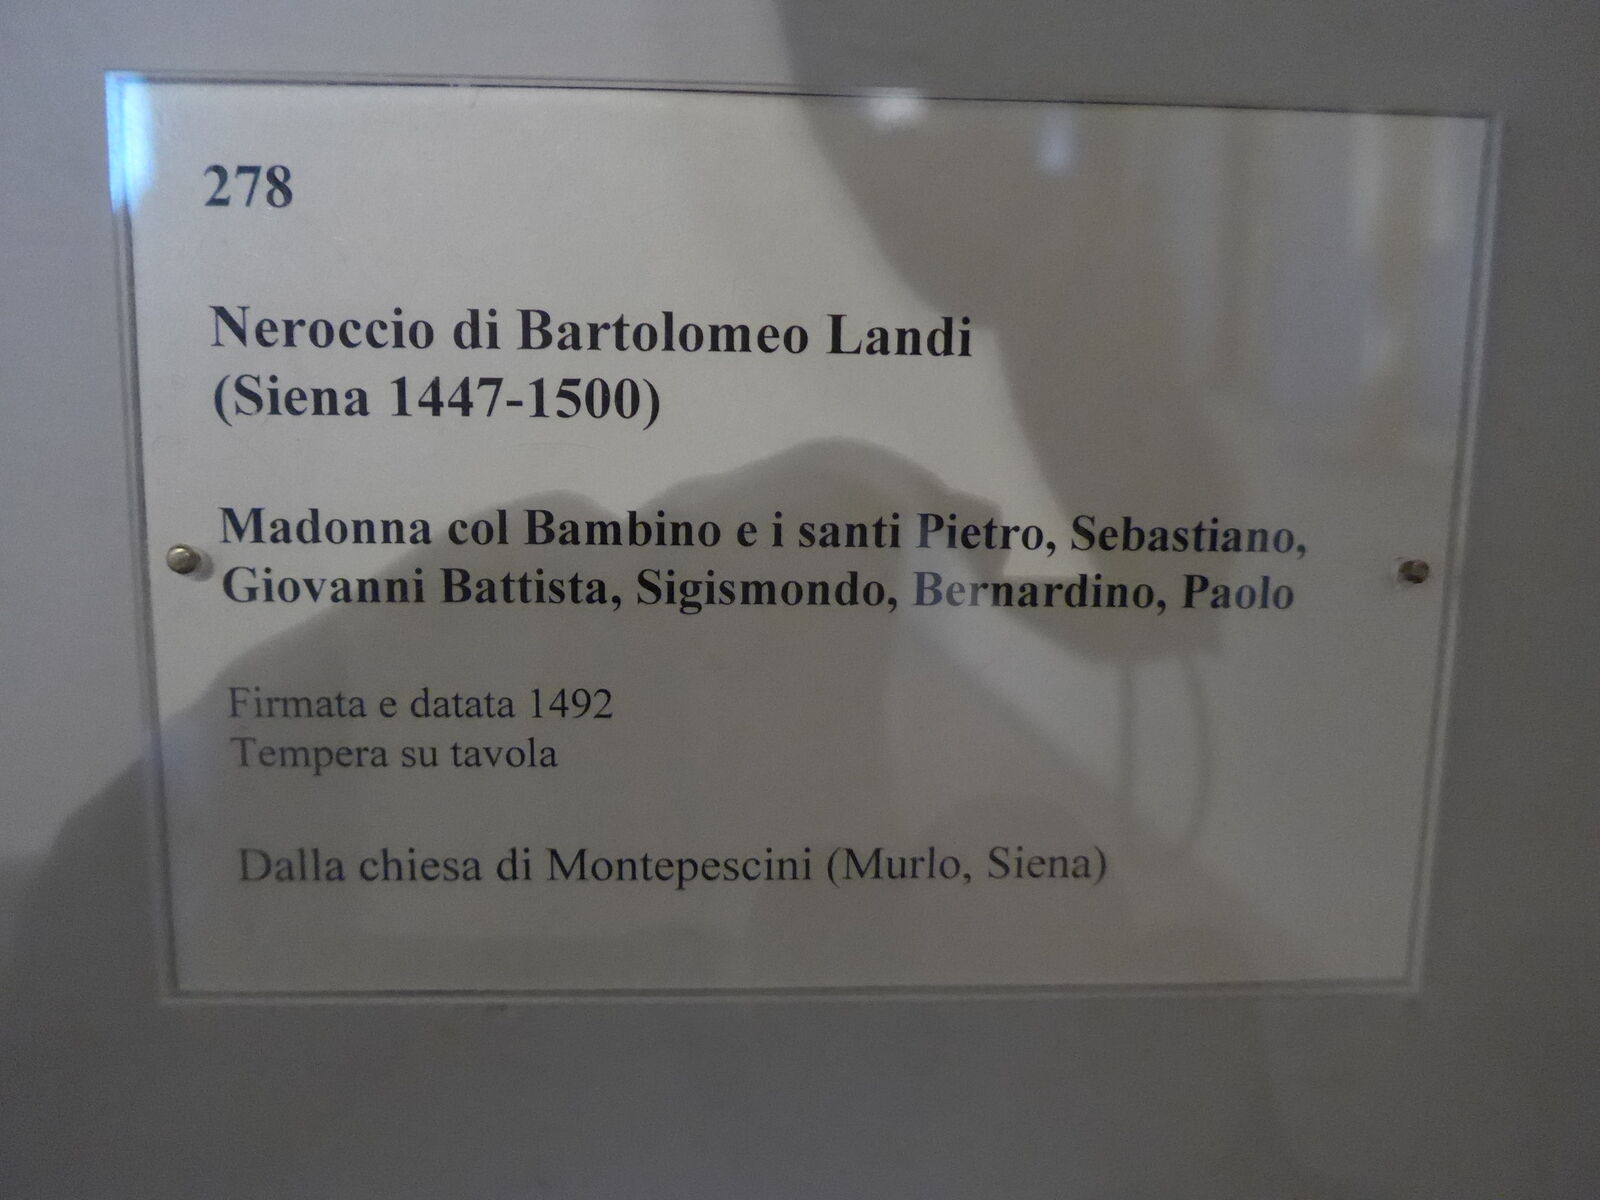 278
Neroccio di Bartolomeo Landi
(Siena 1447-1500)
Madonna col Bambino e i santi Pietro, Sebastiano,
Giovanni Battista, Sigismondo, Bernardino, Paolo
Firmata e datata 1492
Tempera su tavola
Dalla chiesa di Montepescini (Murlo, Siena)